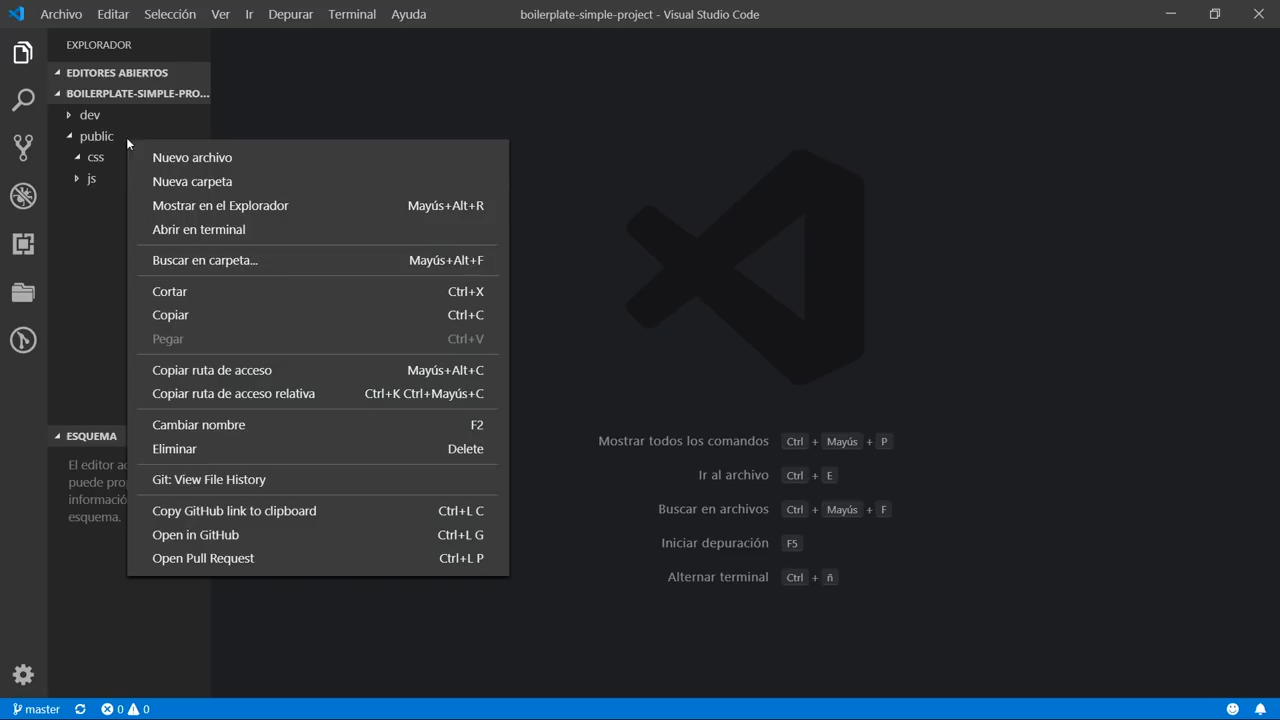 Archivo Editar Selección Ver Ir Depurar Terminal Ayuda boilerplate-simple-project - Visual Studio Code
EXPLORADOR
EDITORES ABIERTOS
BOILERPLATE-SIMPLE-PRO...
dev
public
css
js
Nuevo archivo
Nueva carpeta
Mostrar en el Explorador Mayús+Alt+R
Abrir en terminal
Buscar en carpeta... Mayús+Alt+F
Cortar Ctrl+X
Copiar Ctrl+C
Pegar Ctrl+V
Copiar ruta de acceso Mayús+Alt+C
Copiar ruta de acceso relativa Ctrl+K Ctrl+Mayús+C
Cambiar nombre F2
Eliminar Delete
Git: View File History
Copy GitHub link to clipboard Ctrl+L C
Open in GitHub Ctrl+L G
Open Pull Request Ctrl+L P
ESQUEMA
El editor ac
puede prop
información
esquema.
Mostrar todos los comandos Ctrl + Mayús + P
Ir al archivo Ctrl + E
Buscar en archivos Ctrl + Mayús + F
Iniciar depuración F5
Alternar terminal Ctrl + ñ
master 0 0